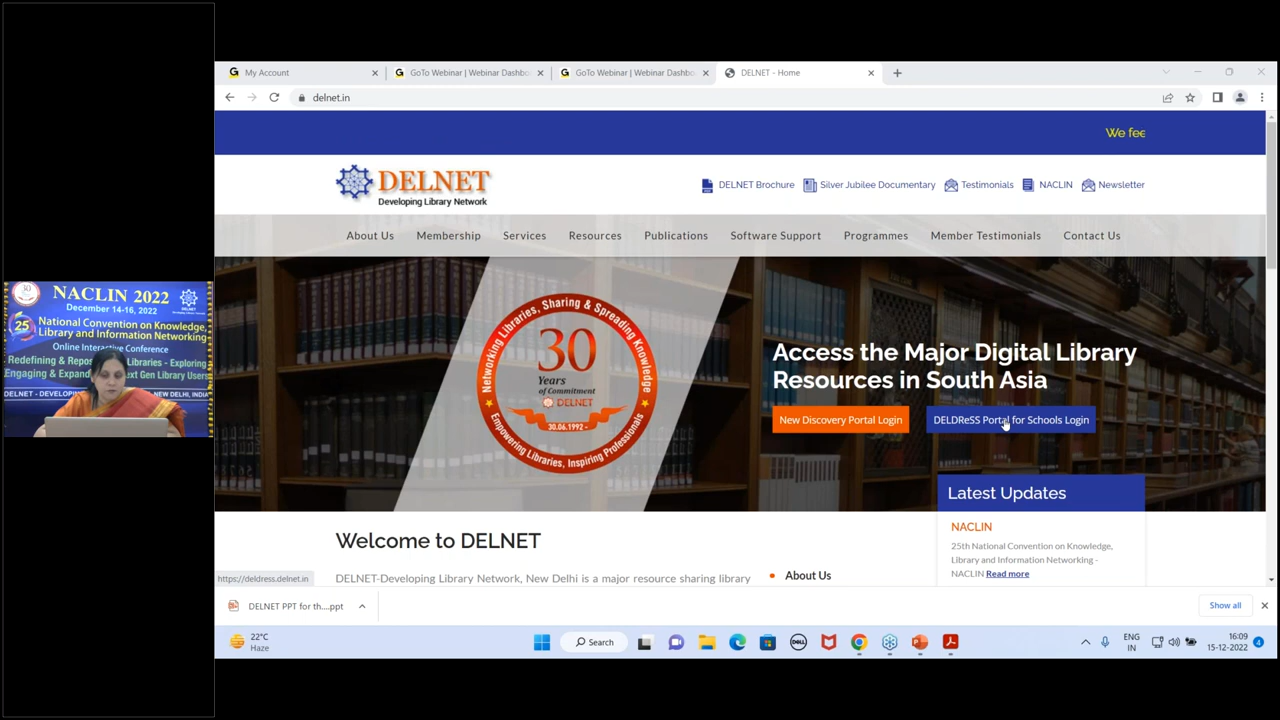 My Account
GoTo Webinar | Webinar Dashbo
GoTo Webinar | Webinar Dashbo
DELNET - Home
delnet.in
We fee
DELNET
Developing Library Network
DELNET Brochure
Silver Jubilee Documentary
Testimonials
NACLIN
Newsletter
About Us
Membership
Services
Resources
Publications
Software Support
Programmes
Member Testimonials
Contact Us
Networking Libraries, Sharing & Spreading Knowledge
30
Years
of Commitment
DELNET
30.06.1992 -
Empowering Libraries, Inspiring Professionals
Access the Major Digital Library
Resources in South Asia
New Discovery Portal Login
DELDReSS Portal for Schools Login
Latest Updates
NACLIN
25th National Convention on Knowledge,
Library and Information Networking -
NACLIN Read more
Welcome to DELNET
DELNET-Developing Library Network, New Delhi is a major resource sharing library
About Us
https://deldress.delnet.in
DELNET PPT for th....ppt
Show all
22°C
Haze
Search
DELL
ENG
IN
16:09
15-12-2022
4
NACLIN 2022
December 14-16, 2022
25
National Convention on Knowledge,
Library and Information Networking
Online Interactive Conference
Redefining & Repos Libraries - Exploring
Engaging & Expand ext Gen Library Users
DELNET - DEVELOPING NEW DELHI, INDIA